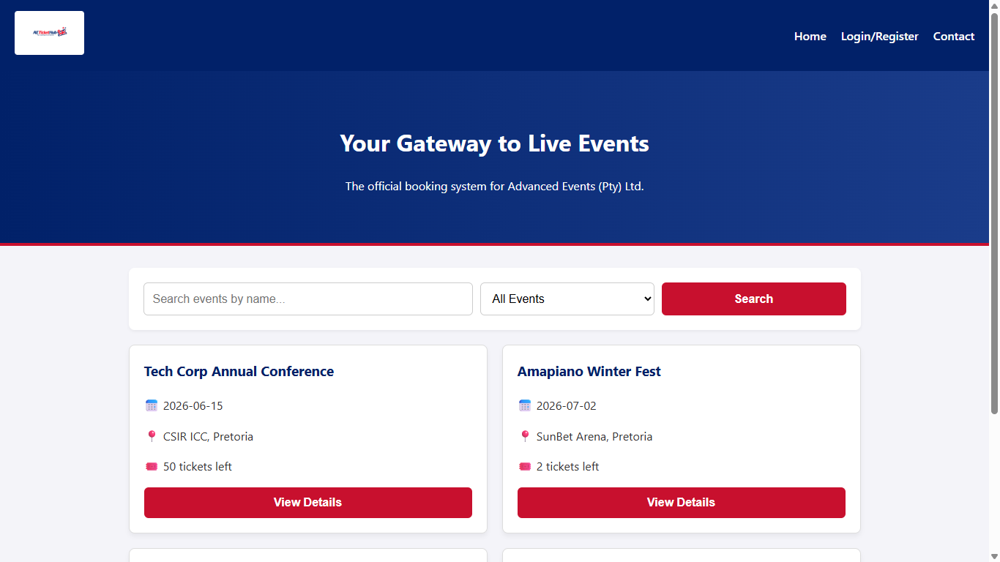 AETicketHub
Home Login/Register Contact
Your Gateway to Live Events
The official booking system for Advanced Events (Pty) Ltd.
Search events by name...
All Events
Search
Tech Corp Annual Conference
2026-06-15
CSIR ICC, Pretoria
50 tickets left
View Details
Amapiano Winter Fest
2026-07-02
SunBet Arena, Pretoria
2 tickets left
View Details